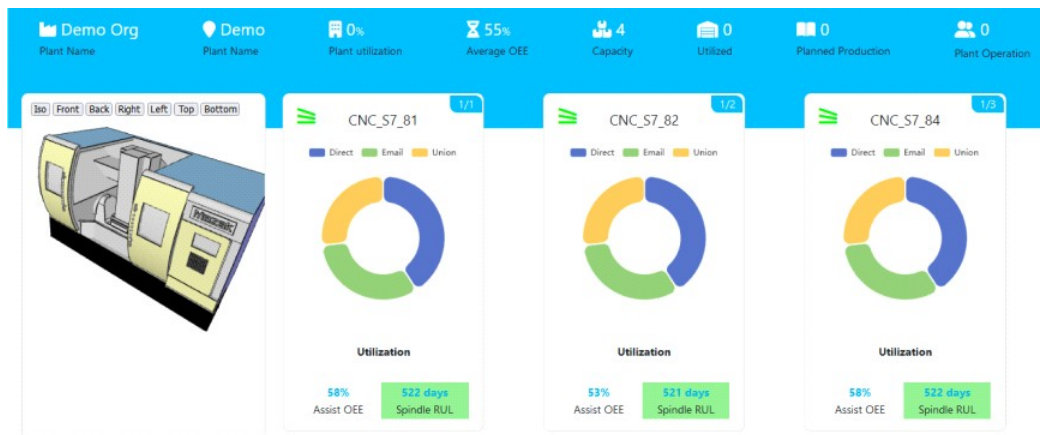 Demo Org
Plant Name
Demo
Plant Name
0%
Plant utilization
55%
Average OEE
4
Capacity
0
Utilized
0
Planned Production
0
Plant Operation
Iso Front Back Right Left Top Bottom
1/1
CNC_S7_81
Direct Email Union
Utilization
58%
Assist OEE
522 days
Spindle RUL
1/2
CNC_S7_82
Direct Email Union
Utilization
53%
Assist OEE
521 days
Spindle RUL
1/3
CNC_S7_84
Direct Email Union
Utilization
58%
Assist OEE
522 days
Spindle RUL